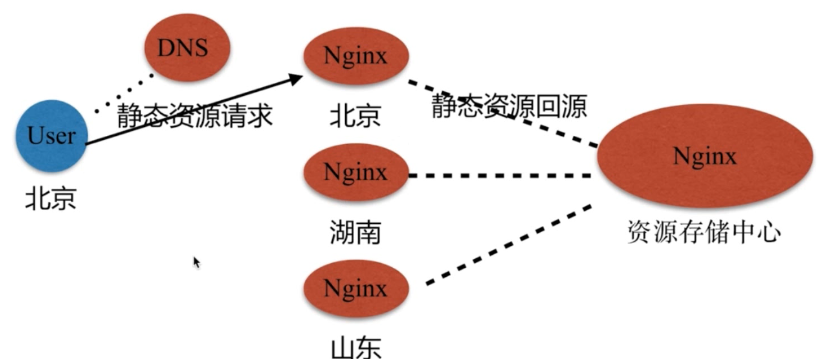 DNS
User
北京
静态资源请求
Nginx
北京
静态资源回源
Nginx
湖南
Nginx
山东
Nginx
资源存储中心